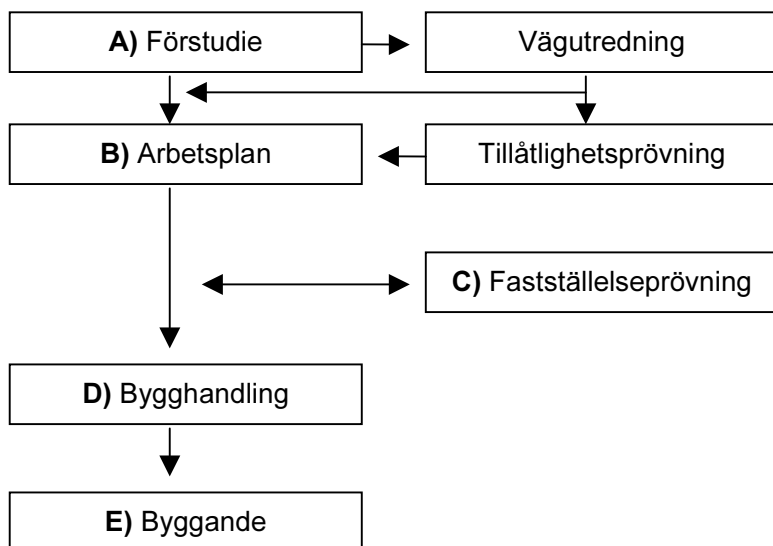 A) Förstudie
Vägutredning
B) Arbetsplan
Tillåtlighetsprövning
C) Fastställelseprövning
D) Bygghandling
E) Byggande